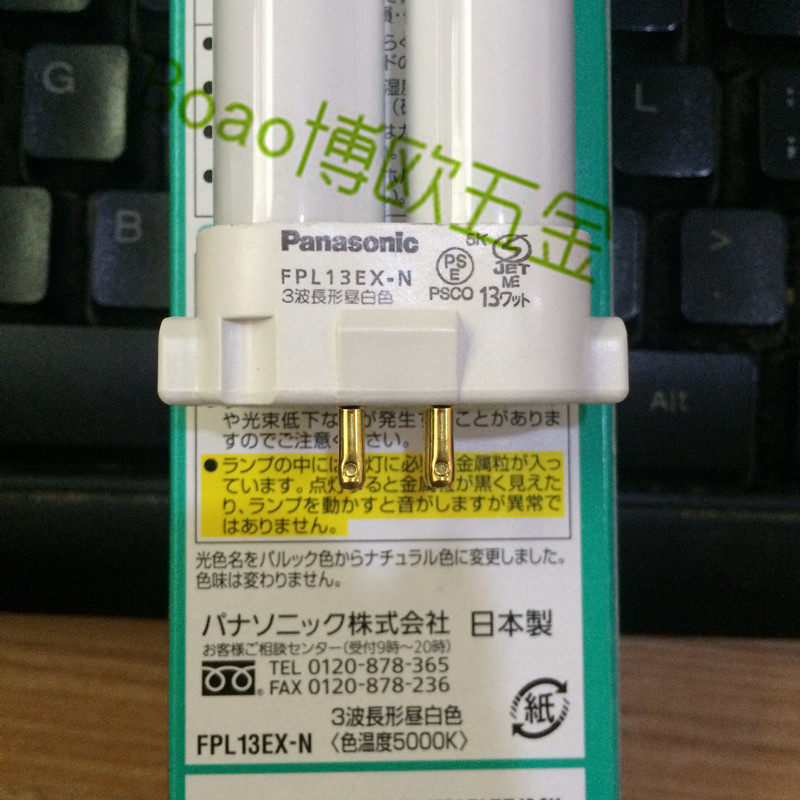 G
B
L
>
Alt
Boao博欧五金
Panasonic
FPL13EX-N
3波長形昼白色
6K
PS
E
PSCO
S
JET
ME
13ワット
や光束低下な が発生す ことがありま
すのでご注意 ださい。
●ランプの中には 灯に必 金属粒が入っ
ています。点灯 ると金属 が黒く見えた
り、ランプを動かすと音がしますが異常で
はありません。
光色名をパルック色からナチュラル色に変更しました。
色味は変わりません。
パナソニック株式会社 日本製
お客様ご相談センター(受付9時〜20時)
TEL 0120-878-365
FAX 0120-878-236
紙
3波長形昼白色
FPL13EX-N 〈色温度5000K〉